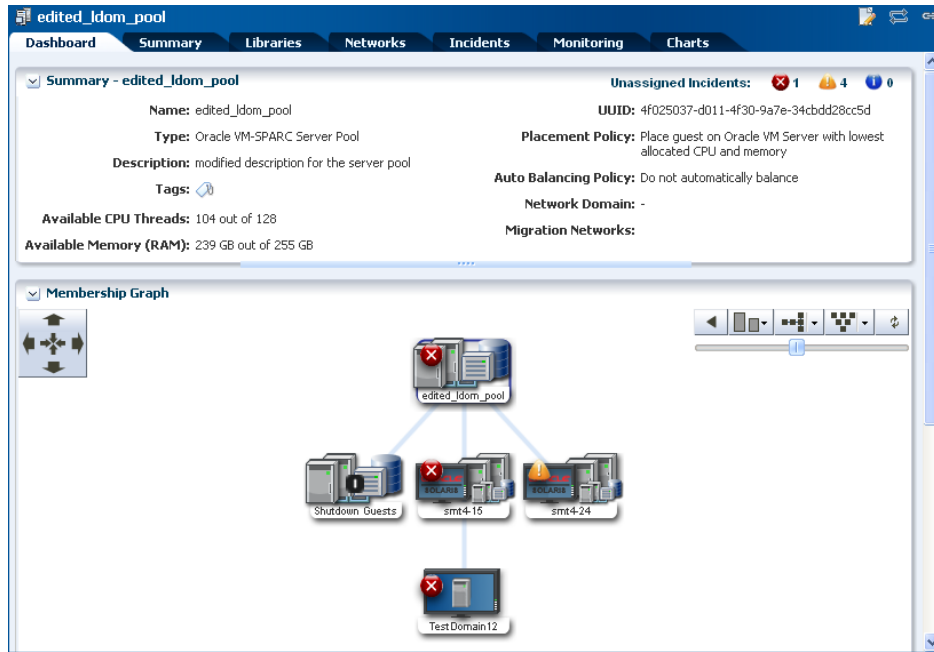 edited_ldom_pool
Dashboard Summary Libraries Networks Incidents Monitoring Charts
Summary - edited_ldom_pool
Unassigned Incidents: 1 4 0
Name: edited_ldom_pool
Type: Oracle VM-SPARC Server Pool
Description: modified description for the server pool
Tags:
Available CPU Threads: 104 out of 128
Available Memory (RAM): 239 GB out of 255 GB
UUID: 4f025037-d011-4f30-9a7e-34cbdd28cc5d
Placement Policy: Place guest on Oracle VM Server with lowest
allocated CPU and memory
Auto Balancing Policy: Do not automatically balance
Network Domain: -
Migration Networks:
Membership Graph
edited_ldom_pool
Shutdown Guests
SOLARIS
smt4-15
SOLARIS
smt4-24
TestDomain12